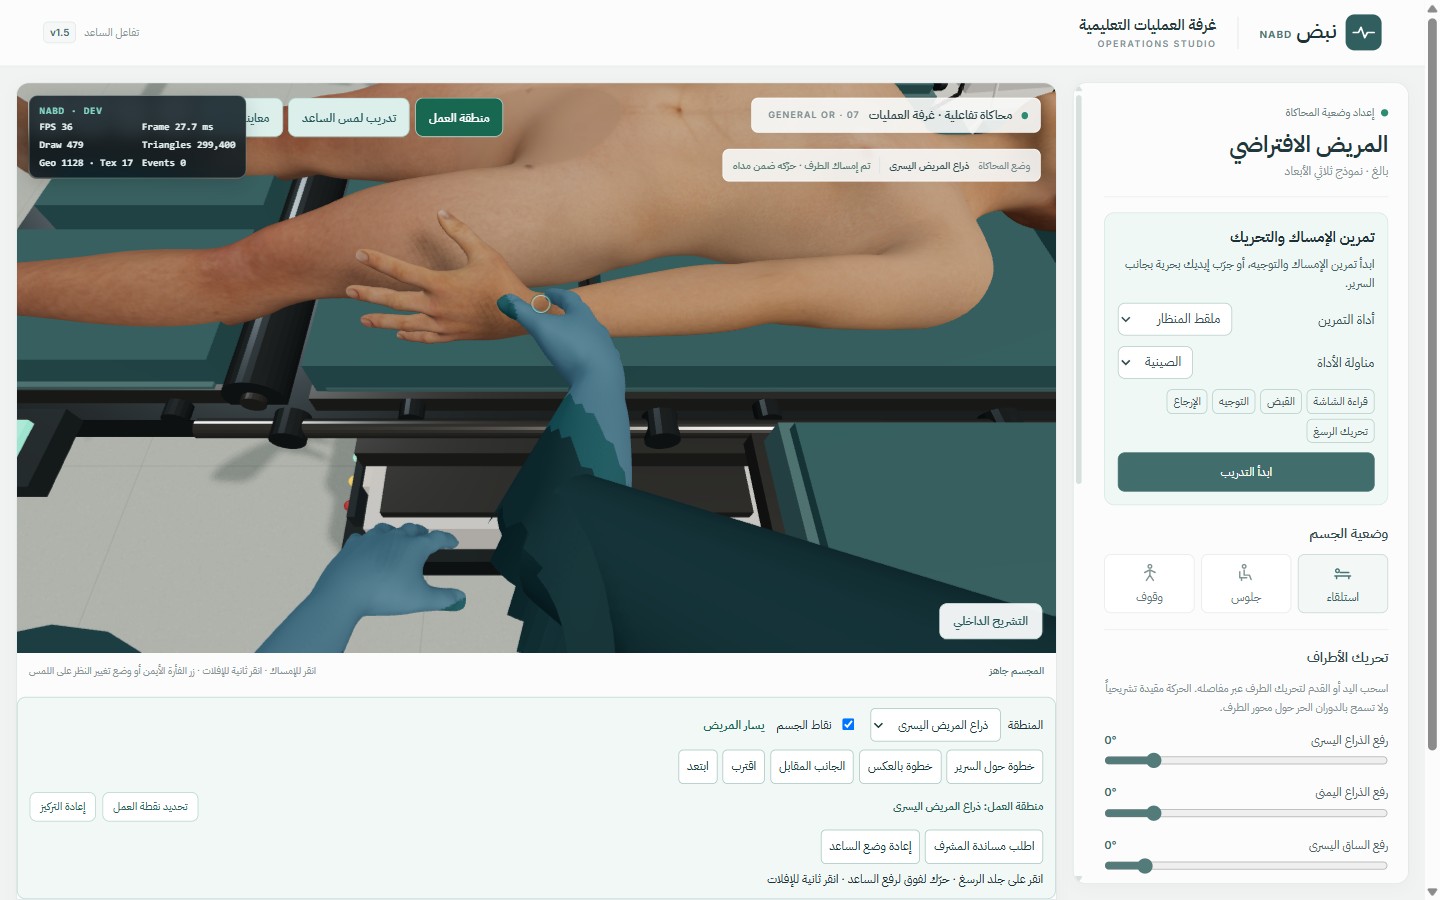 نبض NABD
غرفة العمليات التعليمية
OPERATIONS STUDIO
تفاعل الساعد v1.5
إعداد وضعية المحاكاة
المريض الافتراضي
بالغ · نموذج ثلاثي الأبعاد
تمرين الإمساك والتحريك
ابدأ تمرين الإمساك والتوجيه، أو جرّب إيديك بحرية بجانب
السرير.
أداة التمرين ملقط المنظار
مناولة الأداة الصينية
قراءة الشاشة القبض التوجيه الإرجاع
تحريك الرسغ
ابدأ التدريب
وضعية الجسم
استلقاء جلوس وقوف
تحريك الأطراف
اسحب اليد أو القدم لتحريك الطرف عبر مفاصله. الحركة مقيدة تشريحياً
ولا تسمح بالدوران الحر حول محور الطرف.
رفع الذراع اليسرى 0°
رفع الذراع اليمنى 0°
رفع الساق اليسرى 0°
محاكاة تفاعلية · غرفة العمليات GENERAL OR · 07
وضع المحاكاة ذراع المريض اليسرى تم إمساك الطرف · حرّكه ضمن مداه
منطقة العمل تدريب لمس الساعد
NABD · DEV
FPS 36 Frame 27.7 ms
Draw 479 Triangles 299,400
Geo 1128 · Tex 17 Events 0
التشريح الداخلي
المجسم جاهز
انقر للإمساك · انقر ثانية للإفلات · زر الفأرة الأيمن أو وضع تغيير النظر على اللمس
المنطقة ذراع المريض اليسرى نقاط الجسم يسار المريض
خطوة حول السرير خطوة بالعكس الجانب المقابل اقترب ابتعد
منطقة العمل: ذراع المريض اليسرى تحديد نقطة العمل إعادة التركيز
اطلب مساندة المشرف إعادة وضع الساعد
انقر على جلد الرسغ · حرّك لفوق لرفع الساعد · انقر ثانية للإفلات